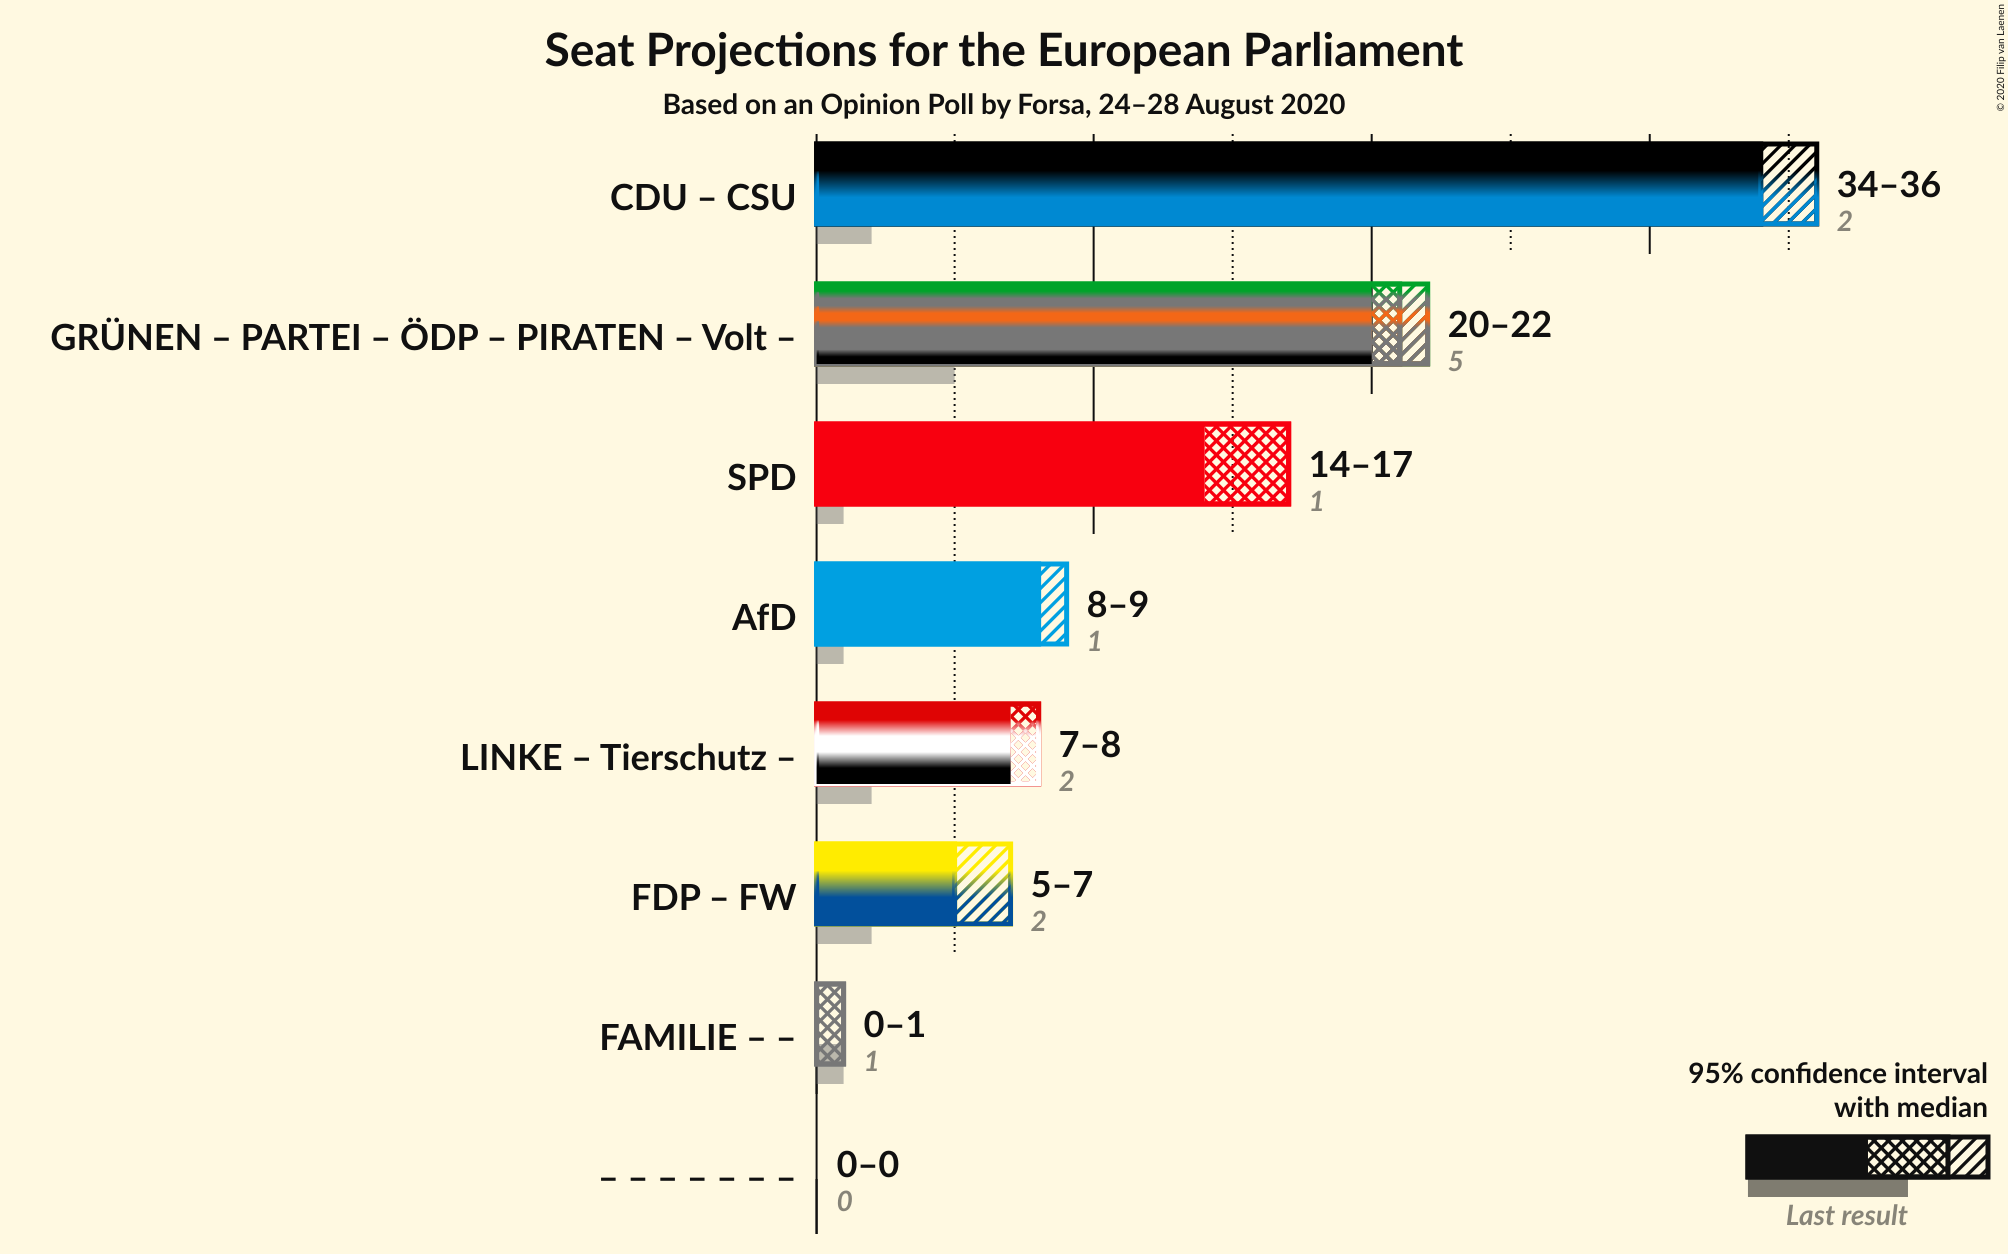 Seat Projections for the European Parliament
Based on an Opinion Poll by Forsa, 24–28 August 2020
© 2020 Filip van Laenen
CDU – CSU
34–36
2
GRÜNEN – PARTEI – ÖDP – PIRATEN – Volt –
20–22
5
SPD
14–17
1
AfD
8–9
1
LINKE – Tierschutz –
7–8
2
FDP – FW
5–7
2
FAMILIE – –
0–1
1
– – – – – – –
0–0
0
95% confidence interval
with median
Last result